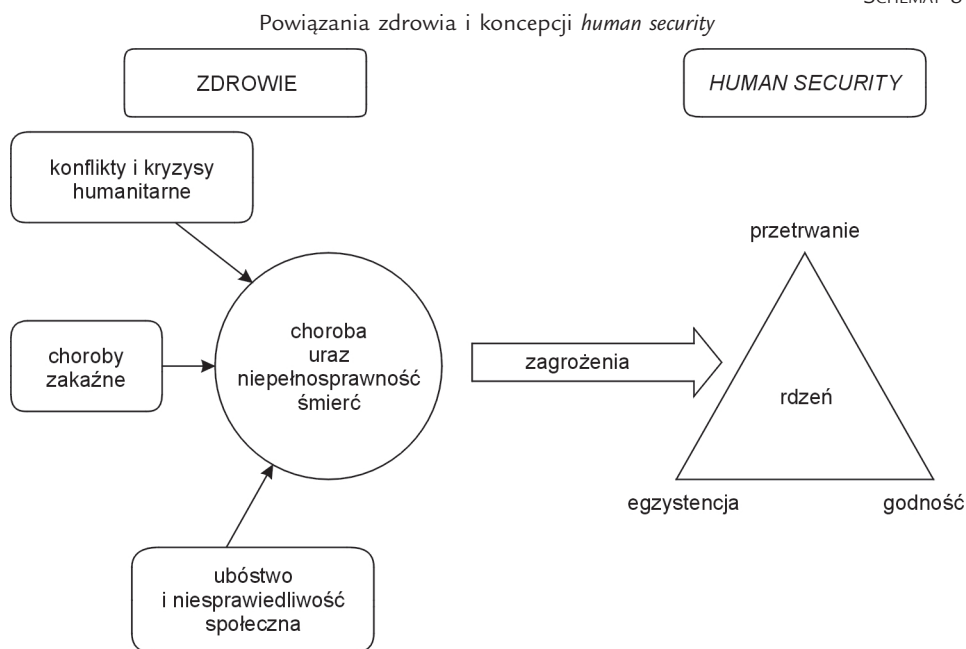 Powiązania zdrowia i koncepcji human security
ZDROWIE
HUMAN SECURITY
konflikty i kryzysy
humanitarne
choroby
zakaźne
ubóstwo
i niesprawiedliwość
społeczna
choroba
uraz
niepełnosprawność
śmierć
zagrożenia
przetrwanie
rdzeń
egzystencja
godność